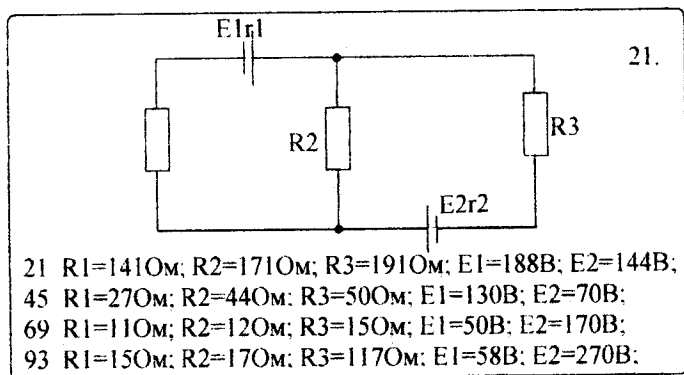 E1r1
21.
R2
R3
E2r2
21 R1=141Ом; R2=171Ом; R3=191Ом; E1=188В; E2=144В;
45 R1=27Ом; R2=44Ом; R3=50Ом; E1=130В; E2=70В;
69 R1=11Ом; R2=12Ом; R3=15Ом; E1=50В; E2=170В;
93 R1=15Ом; R2=17Ом; R3=117Ом; E1=58В; E2=270В;